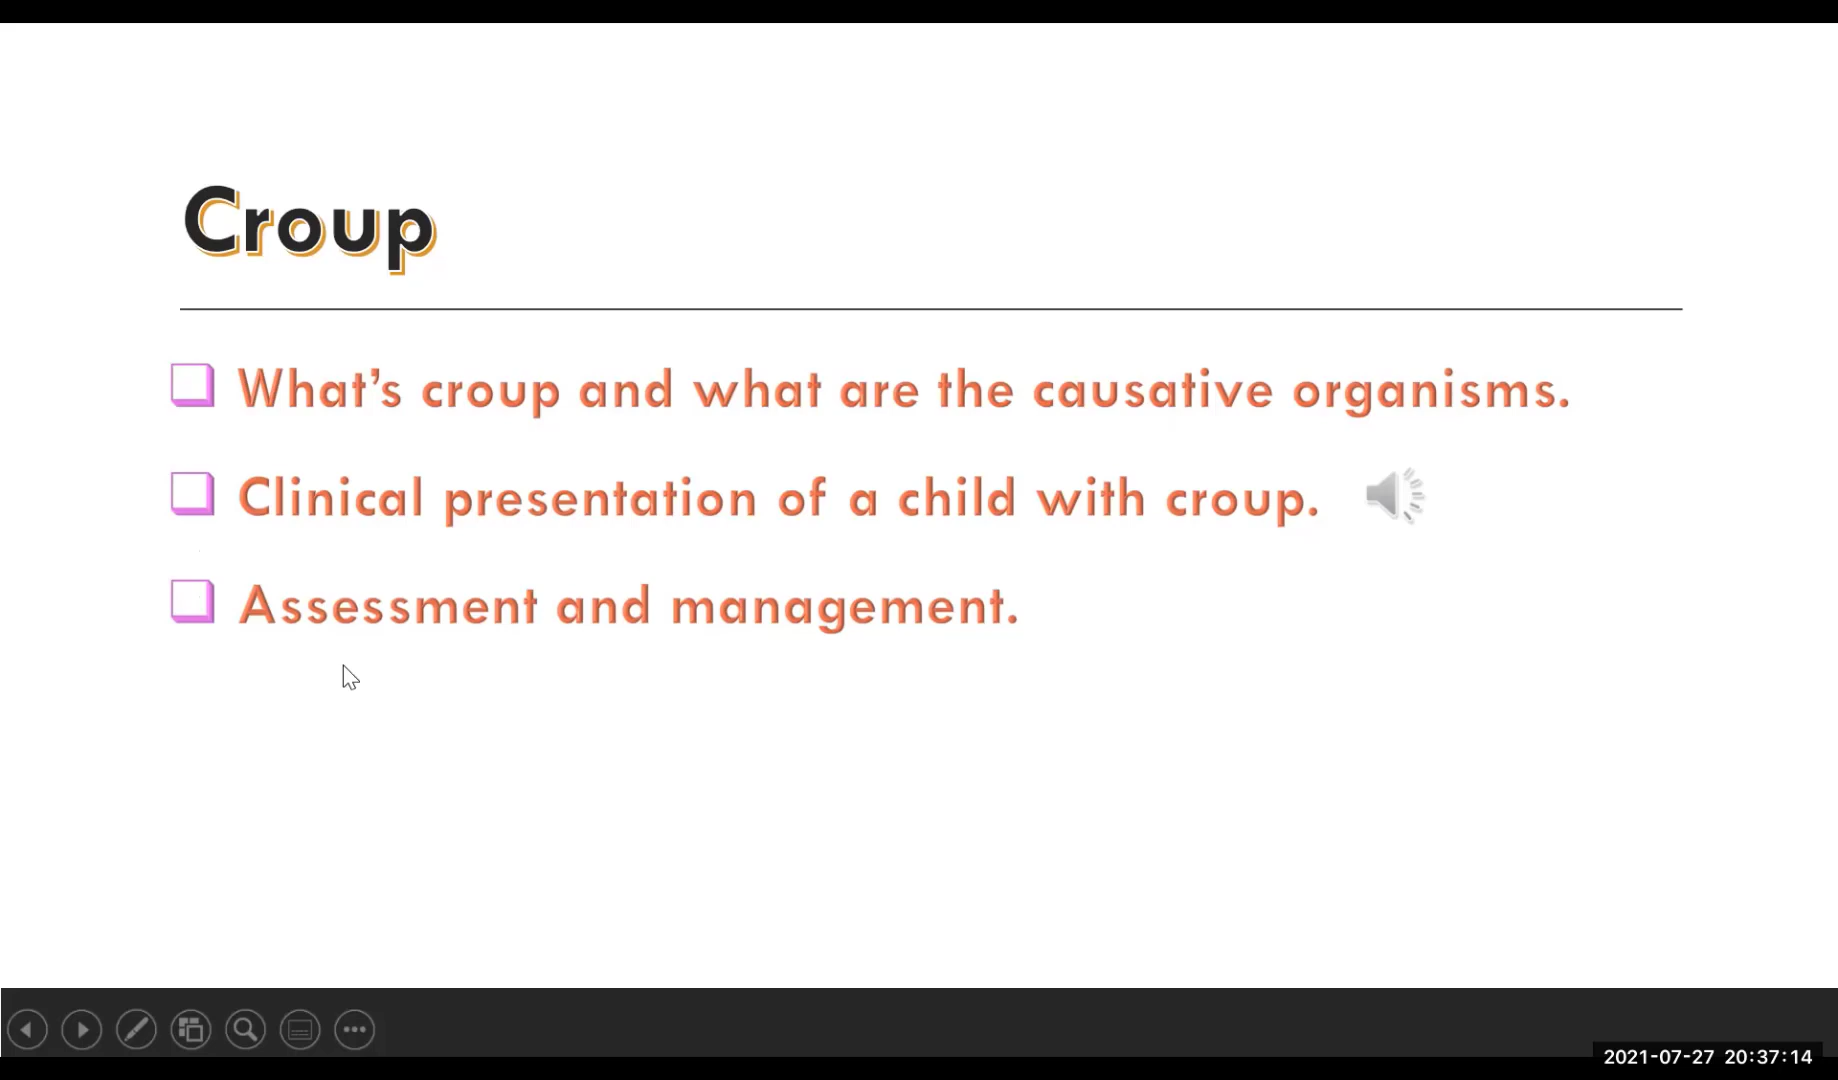 Croup
What’s croup and what are the causative organisms.
Clinical presentation of a child with croup.
Assessment and management.
2021-07-27 20:37:14